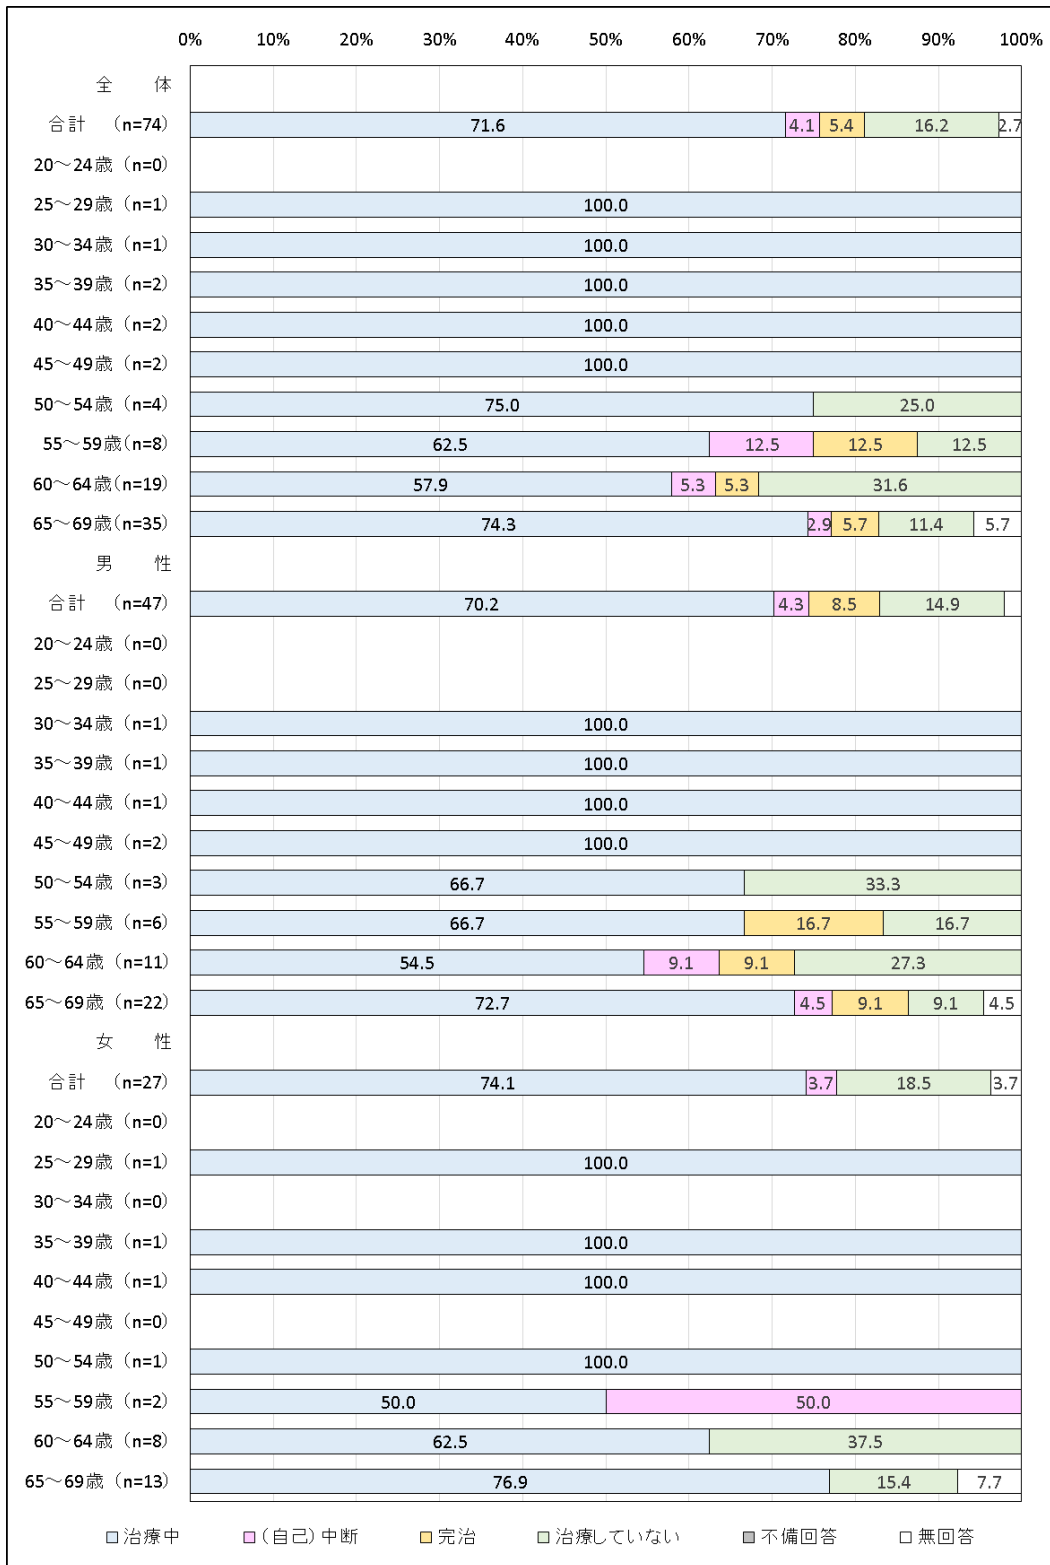 0% 10% 20% 30% 40% 50% 60% 70% 80% 90% 100%
全 体
合計 (n=74) 71.6 4.1 5.4 16.2 2.7
20～24歳 (n=0)
25～29歳 (n=1) 100.0
30～34歳 (n=1) 100.0
35～39歳 (n=2) 100.0
40～44歳 (n=2) 100.0
45～49歳 (n=2) 100.0
50～54歳 (n=4) 75.0 25.0
55～59歳(n=8) 62.5 12.5 12.5 12.5
60～64歳(n=19) 57.9 5.3 5.3 31.6
65～69歳(n=35) 74.3 2.9 5.7 11.4 5.7
男 性
合計 (n=47) 70.2 4.3 8.5 14.9
20～24歳 (n=0)
25～29歳 (n=0)
30～34歳 (n=1) 100.0
35～39歳 (n=1) 100.0
40～44歳 (n=1) 100.0
45～49歳 (n=2) 100.0
50～54歳 (n=3) 66.7 33.3
55～59歳 (n=6) 66.7 16.7 16.7
60～64歳 (n=11) 54.5 9.1 9.1 27.3
65～69歳 (n=22) 72.7 4.5 9.1 9.1 4.5
女 性
合計 (n=27) 74.1 3.7 18.5 3.7
20～24歳 (n=0)
25～29歳 (n=1) 100.0
30～34歳 (n=0)
35～39歳 (n=1) 100.0
40～44歳 (n=1) 100.0
45～49歳 (n=0)
50～54歳 (n=1) 100.0
55～59歳 (n=2) 50.0 50.0
60～64歳 (n=8) 62.5 37.5
65～69歳 (n=13) 76.9 15.4 7.7
治療中 (自己)中断 完治 治療していない 不備回答 無回答